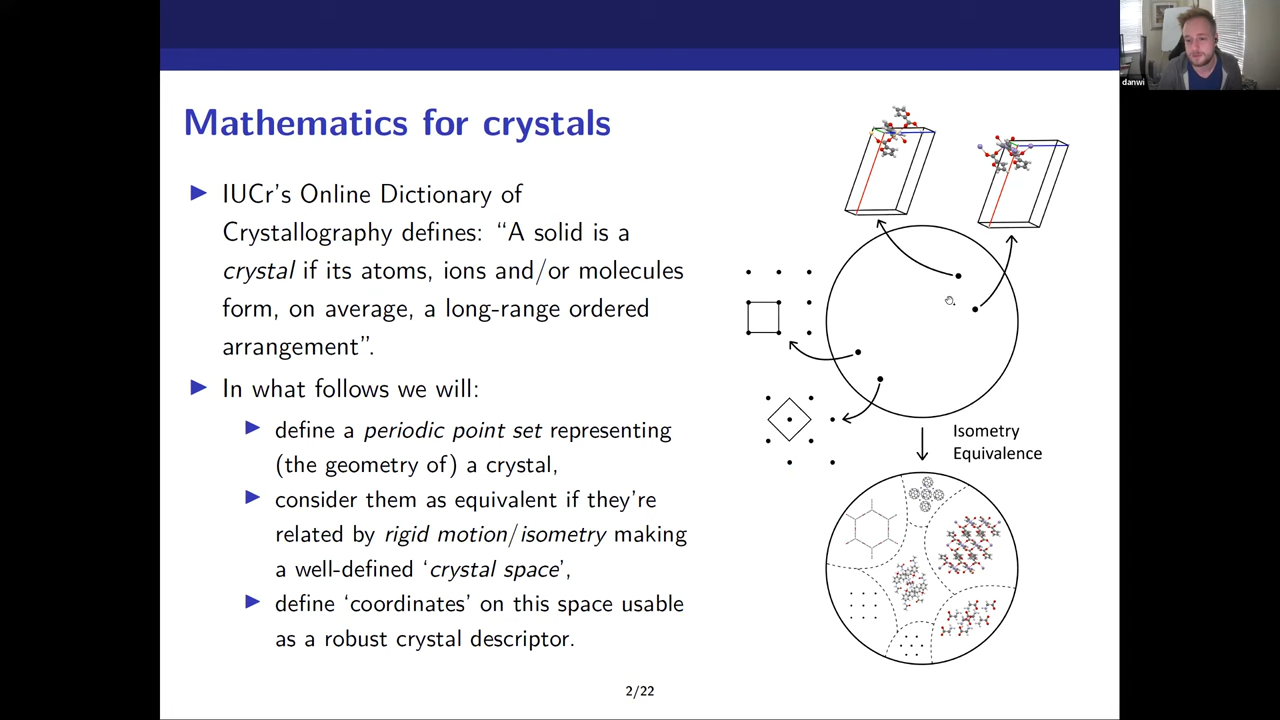 danwi
Mathematics for crystals
▶ IUCr's Online Dictionary of
Crystallography defines: “A solid is a
crystal if its atoms, ions and/or molecules
form, on average, a long-range ordered
arrangement”.
▶ In what follows we will:
▶ define a periodic point set representing
(the geometry of) a crystal,
▶ consider them as equivalent if they're
related by rigid motion/isometry making
a well-defined ‘crystal space’,
▶ define ‘coordinates’ on this space usable
as a robust crystal descriptor.
Isometry
Equivalence
2/22